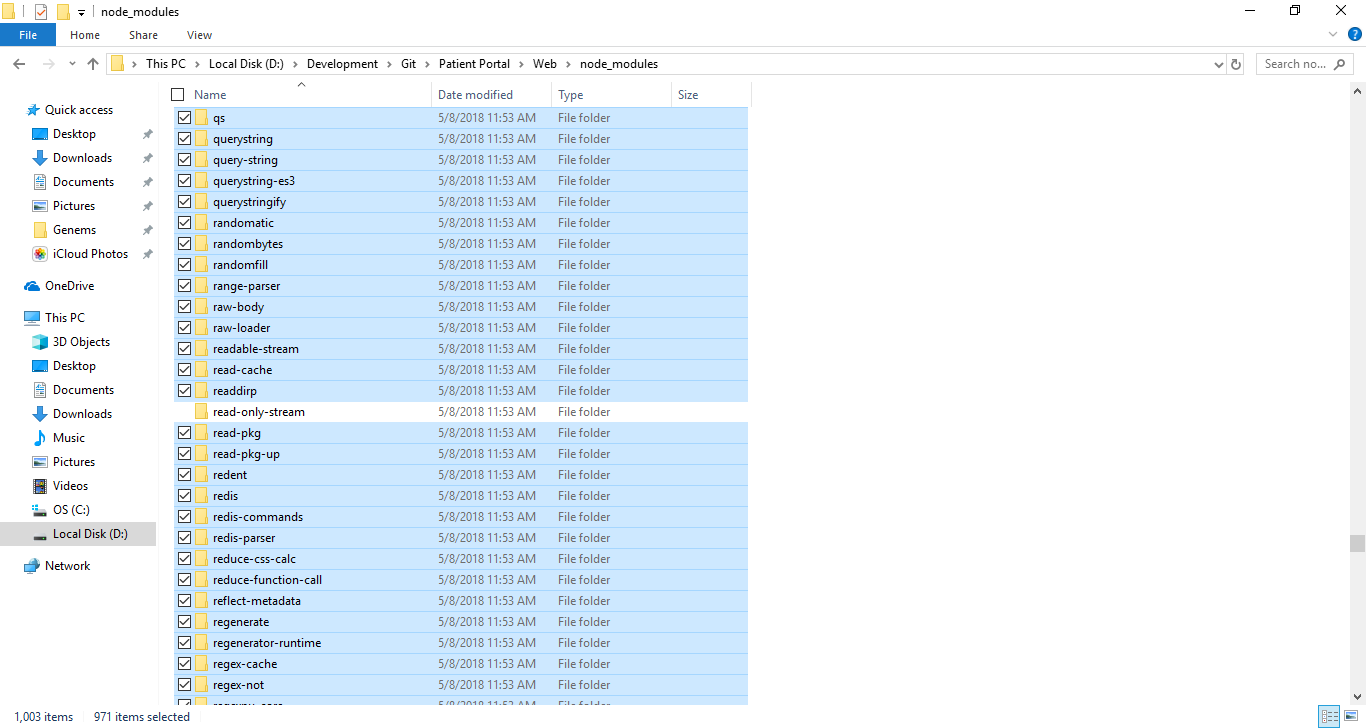 node_modules
File Home Share View
This PC Local Disk (D:) Development Git Patient Portal Web node_modules Search no...
Quick access
Desktop
Downloads
Documents
Pictures
Genems
iCloud Photos
OneDrive
This PC
3D Objects
Desktop
Documents
Downloads
Music
Pictures
Videos
OS (C:)
Local Disk (D:)
Network
Name Date modified Type Size
qs 5/8/2018 11:53 AM File folder
querystring 5/8/2018 11:53 AM File folder
query-string 5/8/2018 11:53 AM File folder
querystring-es3 5/8/2018 11:53 AM File folder
querystringify 5/8/2018 11:53 AM File folder
randomatic 5/8/2018 11:53 AM File folder
randombytes 5/8/2018 11:53 AM File folder
randomfill 5/8/2018 11:53 AM File folder
range-parser 5/8/2018 11:53 AM File folder
raw-body 5/8/2018 11:53 AM File folder
raw-loader 5/8/2018 11:53 AM File folder
readable-stream 5/8/2018 11:53 AM File folder
read-cache 5/8/2018 11:53 AM File folder
readdirp 5/8/2018 11:53 AM File folder
read-only-stream 5/8/2018 11:53 AM File folder
read-pkg 5/8/2018 11:53 AM File folder
read-pkg-up 5/8/2018 11:53 AM File folder
redent 5/8/2018 11:53 AM File folder
redis 5/8/2018 11:53 AM File folder
redis-commands 5/8/2018 11:53 AM File folder
redis-parser 5/8/2018 11:53 AM File folder
reduce-css-calc 5/8/2018 11:53 AM File folder
reduce-function-call 5/8/2018 11:53 AM File folder
reflect-metadata 5/8/2018 11:53 AM File folder
regenerate 5/8/2018 11:53 AM File folder
regenerator-runtime 5/8/2018 11:53 AM File folder
regex-cache 5/8/2018 11:53 AM File folder
regex-not 5/8/2018 11:53 AM File folder
1,003 items 971 items selected